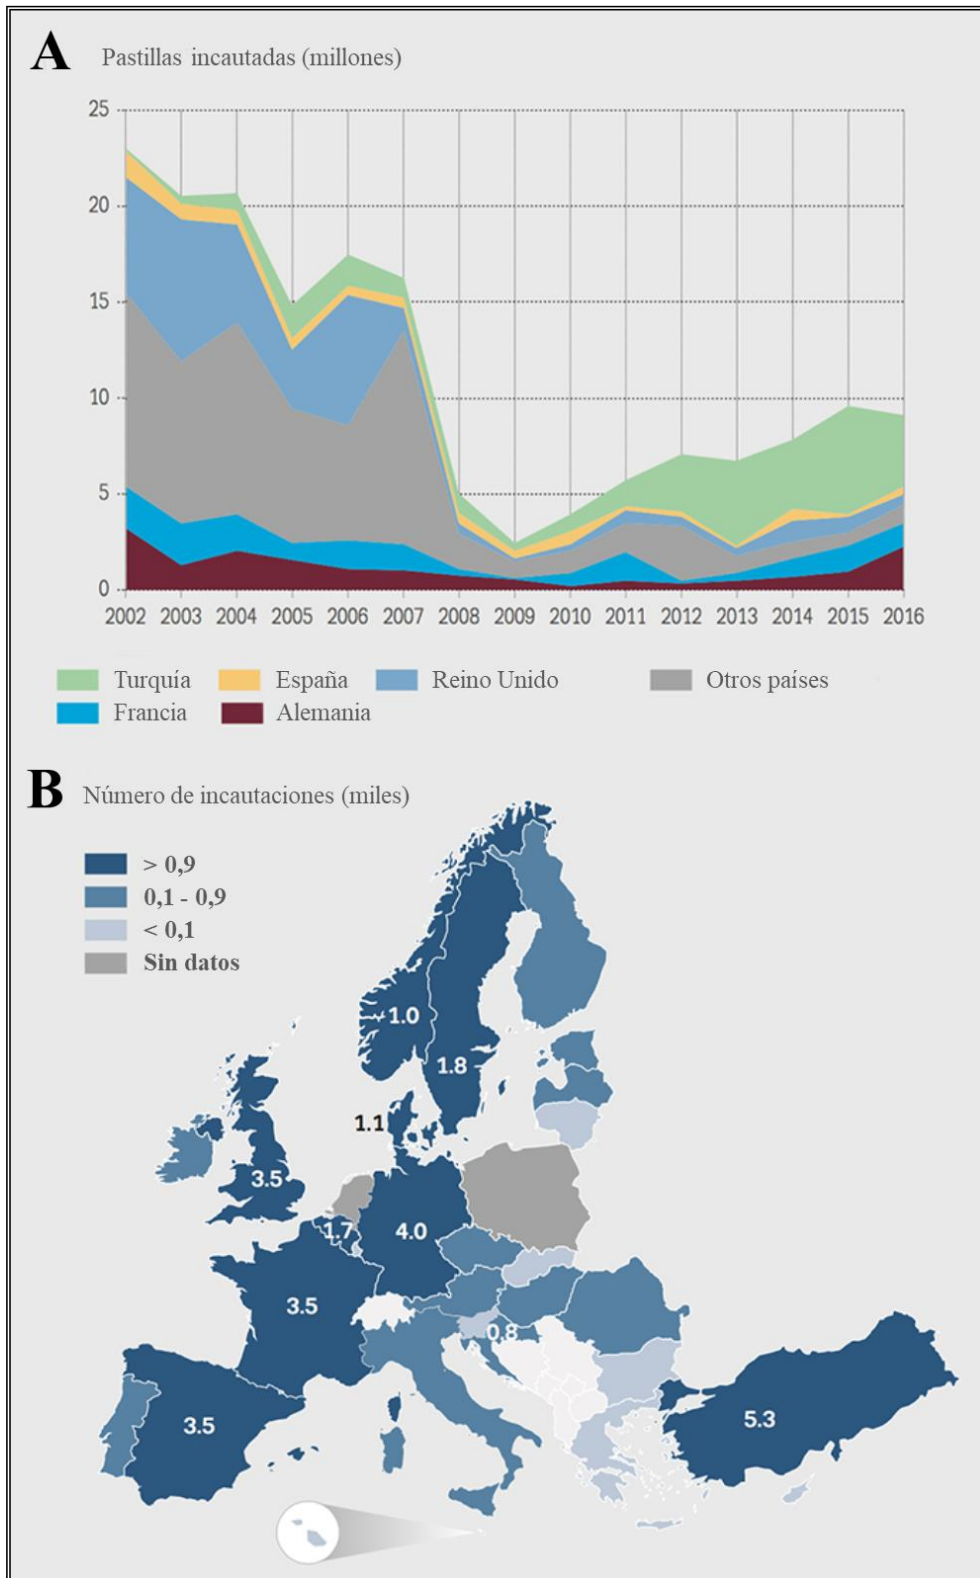 A Pastillas incautadas (millones)
25
20
15
10
5
0
2002 2003 2004 2005 2006 2007 2008 2009 2010 2011 2012 2013 2014 2015 2016
Turquía España Reino Unido Otros países
Francia Alemania
B Número de incautaciones (miles)
> 0,9
0,1 - 0,9
< 0,1
Sin datos
1.0
1.8
1.1
3.5
1.7
4.0
3.5
0.8
3.5
5.3